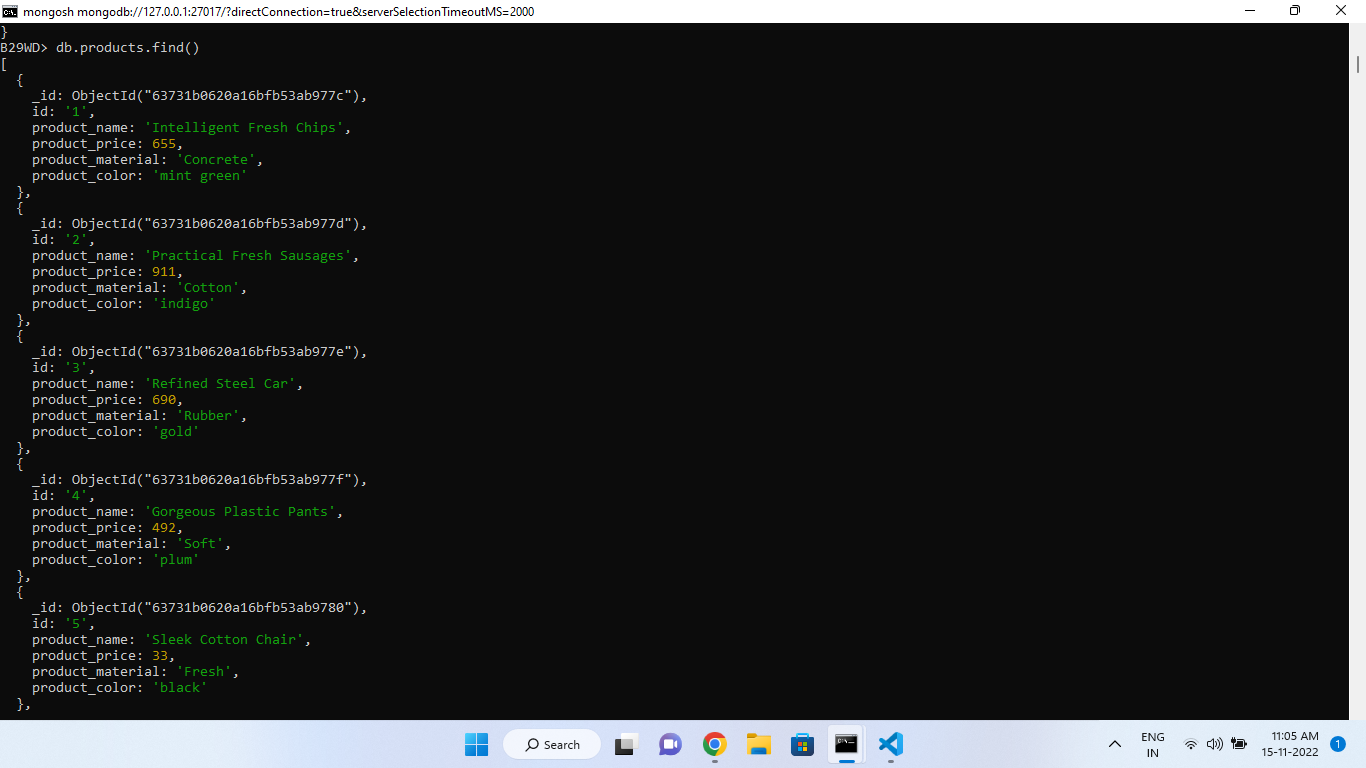 mongosh mongodb://127.0.0.1:27017/?directConnection=true&serverSelectionTimeoutMS=2000
}
B29WD> db.products.find()
[
  {
    _id: ObjectId("63731b0620a16bfb53ab977c"),
    id: '1',
    product_name: 'Intelligent Fresh Chips',
    product_price: 655,
    product_material: 'Concrete',
    product_color: 'mint green'
  },
  {
    _id: ObjectId("63731b0620a16bfb53ab977d"),
    id: '2',
    product_name: 'Practical Fresh Sausages',
    product_price: 911,
    product_material: 'Cotton',
    product_color: 'indigo'
  },
  {
    _id: ObjectId("63731b0620a16bfb53ab977e"),
    id: '3',
    product_name: 'Refined Steel Car',
    product_price: 690,
    product_material: 'Rubber',
    product_color: 'gold'
  },
  {
    _id: ObjectId("63731b0620a16bfb53ab977f"),
    id: '4',
    product_name: 'Gorgeous Plastic Pants',
    product_price: 492,
    product_material: 'Soft',
    product_color: 'plum'
  },
  {
    _id: ObjectId("63731b0620a16bfb53ab9780"),
    id: '5',
    product_name: 'Sleek Cotton Chair',
    product_price: 33,
    product_material: 'Fresh',
    product_color: 'black'
  },
Search
ENG
IN
11:05 AM
15-11-2022
1